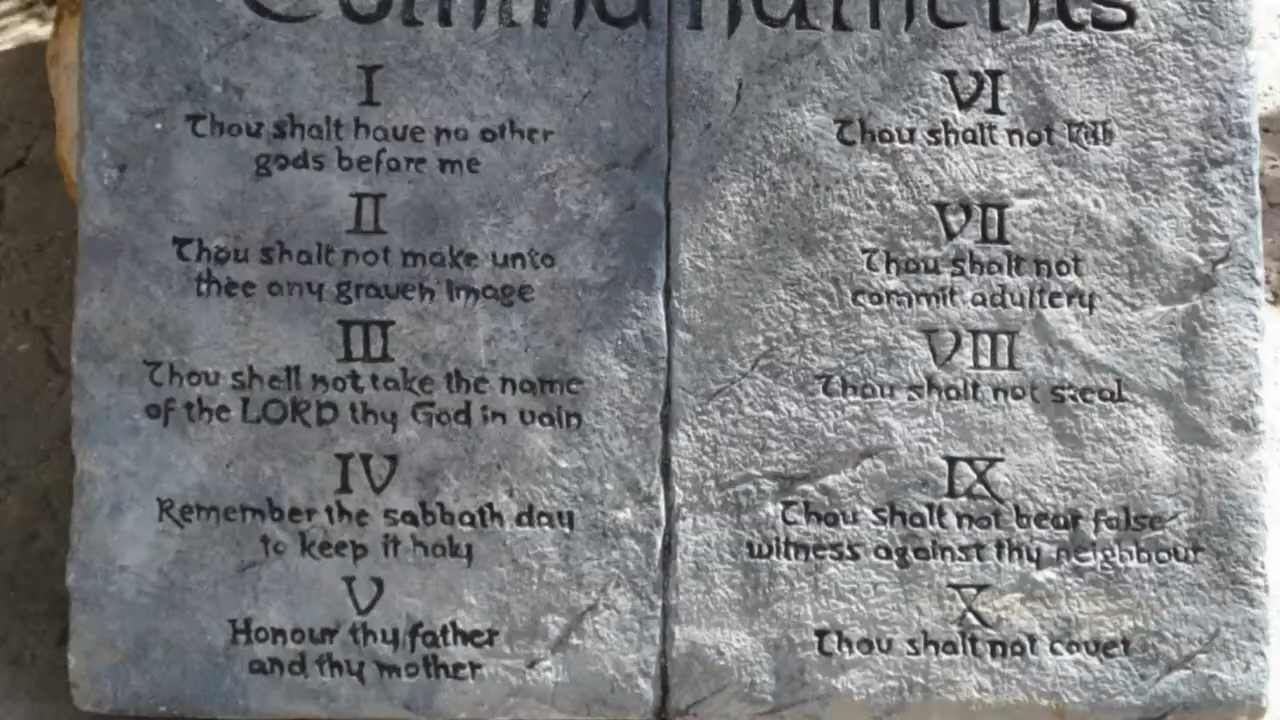 Commandments
I
Thou shalt have no other
gods before me
II
Thou shalt not make unto
thee any graven Image
III
Thou shall not take the name
of the LORD thy God in vain
IV
Remember the sabbath day
to keep it holy
V
Honour thy father
and thy mother
VI
Thou shalt not kill
VII
Thou shalt not
commit adultery
VIII
Thou shalt not steal
IX
Thou shalt not bear false
witness against thy neighbour
X
Thou shalt not covet